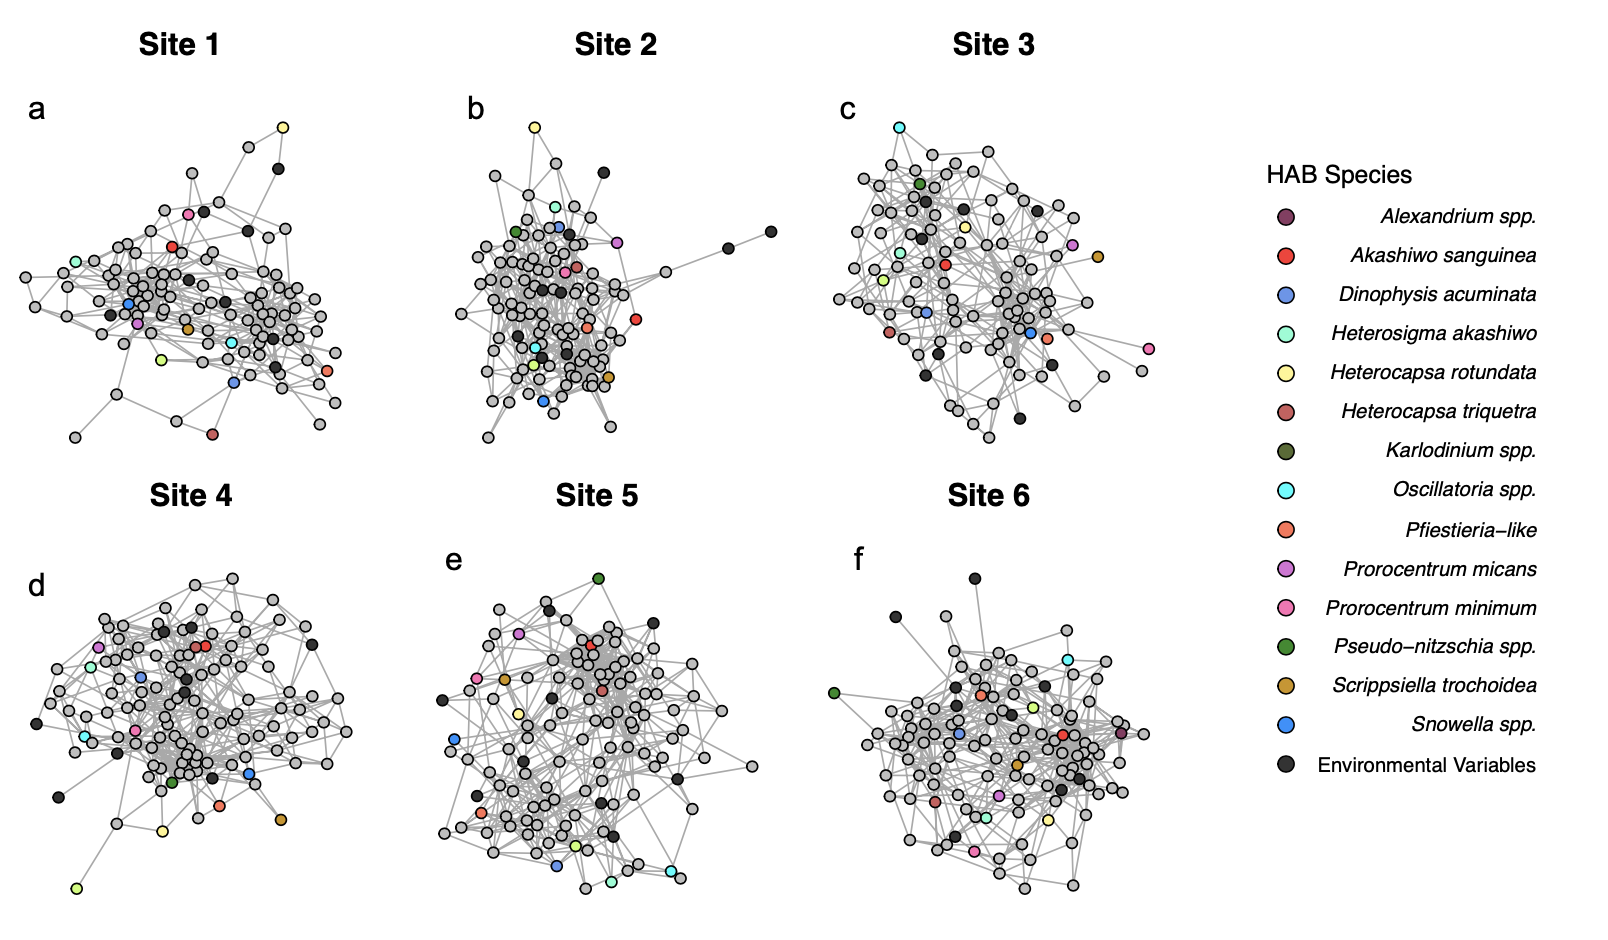 Site 1
Site 2
Site 3
a
b
c
HAB Species
Alexandrium spp.
Akashiwo sanguinea
Dinophysis acuminata
Heterosigma akashiwo
Heterocapsa rotundata
Heterocapsa triquetra
Karlodinium spp.
Oscillatoria spp.
Pfiestieria–like
Prorocentrum micans
Prorocentrum minimum
Pseudo–nitzschia spp.
Scrippsiella trochoidea
Snowella spp.
Environmental Variables
Site 4
Site 5
Site 6
d
e
f